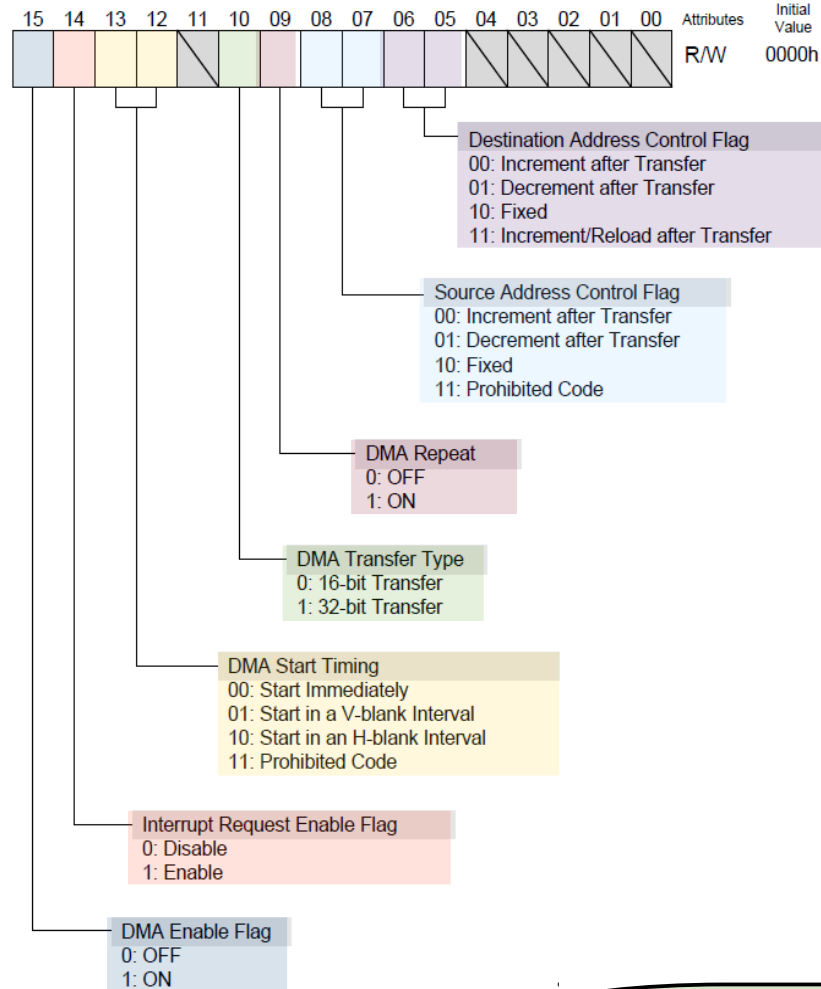 15 14 13 12 11 10 09 08 07 06 05 04 03 02 01 00 Attributes Initial Value
R/W 0000h
Destination Address Control Flag
00: Increment after Transfer
01: Decrement after Transfer
10: Fixed
11: Increment/Reload after Transfer
Source Address Control Flag
00: Increment after Transfer
01: Decrement after Transfer
10: Fixed
11: Prohibited Code
DMA Repeat
0: OFF
1: ON
DMA Transfer Type
0: 16-bit Transfer
1: 32-bit Transfer
DMA Start Timing
00: Start Immediately
01: Start in a V-blank Interval
10: Start in an H-blank Interval
11: Prohibited Code
Interrupt Request Enable Flag
0: Disable
1: Enable
DMA Enable Flag
0: OFF
1: ON